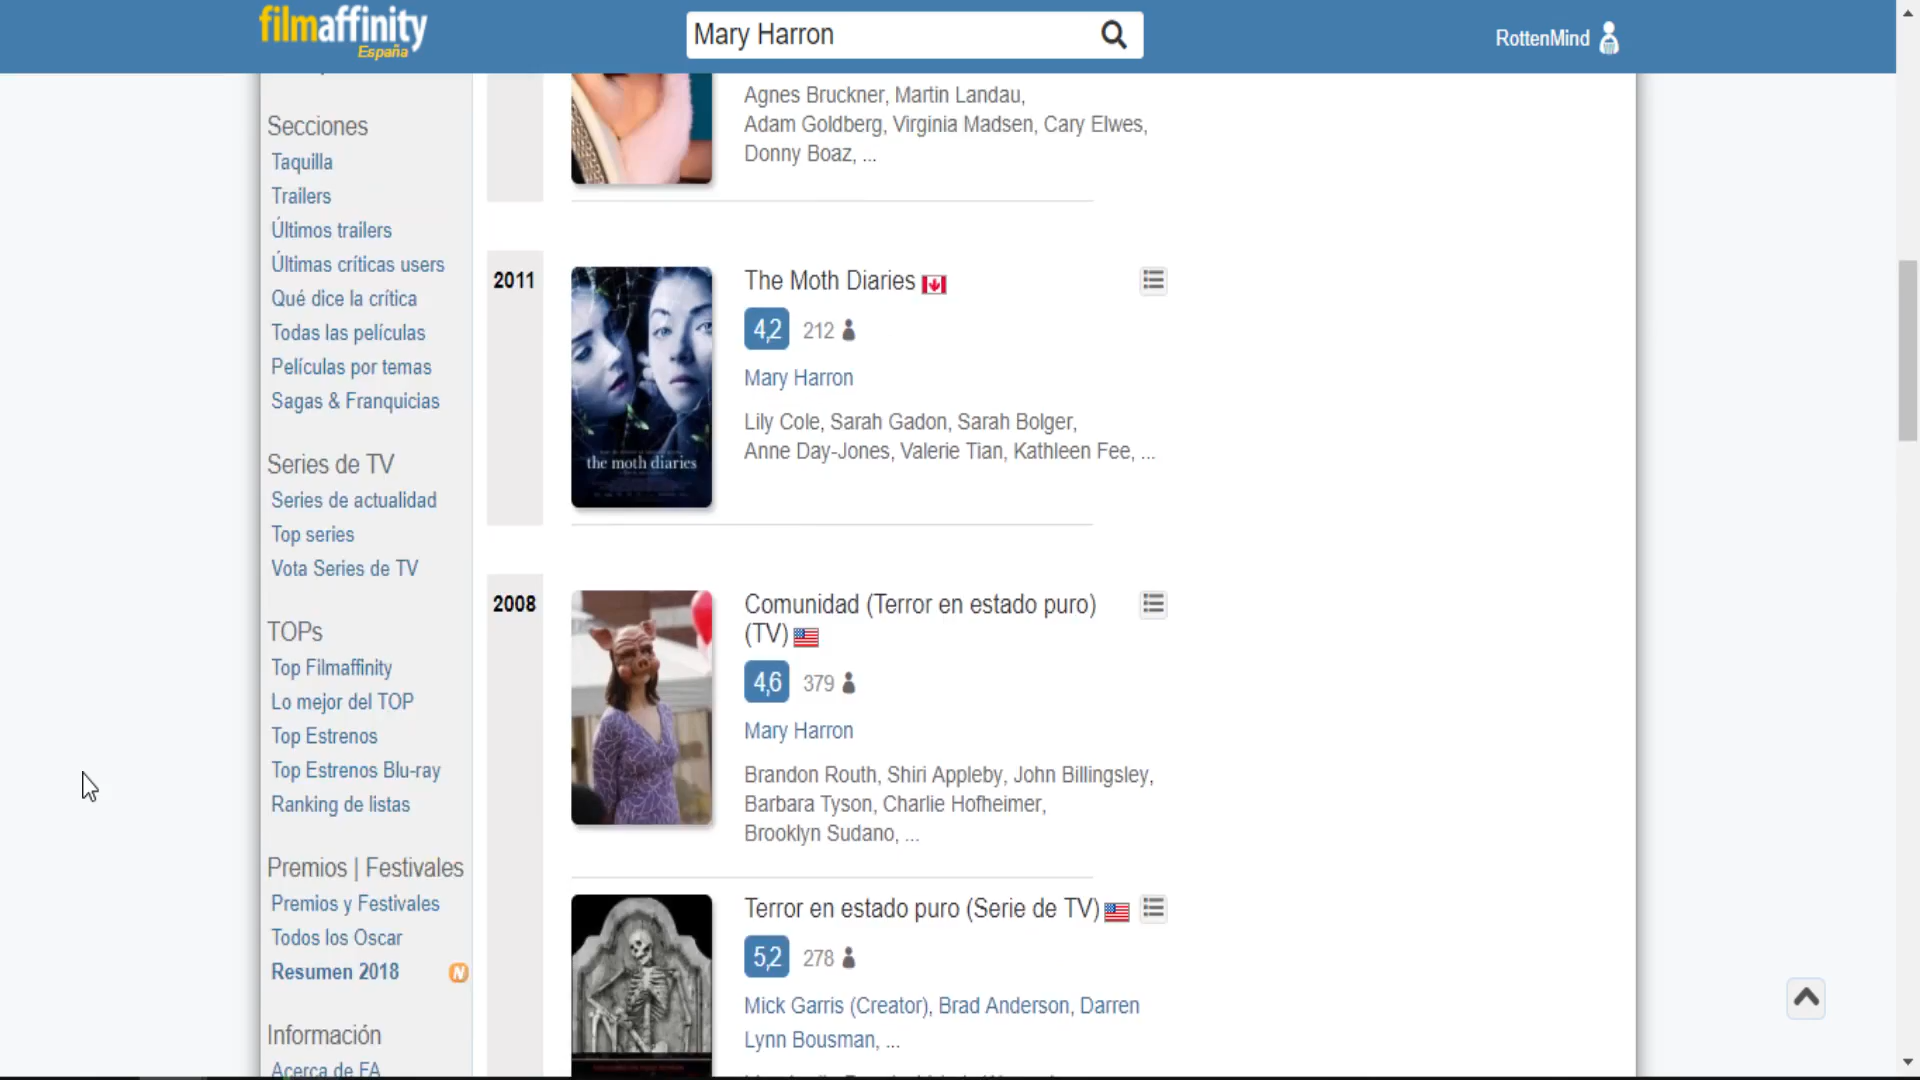 filmaffinity
España
Mary Harron
RottenMind
Secciones
Taquilla
Trailers
Últimos trailers
Últimas críticas users
Qué dice la crítica
Todas las películas
Películas por temas
Sagas & Franquicias
Series de TV
Series de actualidad
Top series
Vota Series de TV
TOPs
Top Filmaffinity
Lo mejor del TOP
Top Estrenos
Top Estrenos Blu-ray
Ranking de listas
Premios | Festivales
Premios y Festivales
Todos los Oscar
Resumen 2018 N
Información
Acerca de FA
Agnes Bruckner, Martin Landau,
Adam Goldberg, Virginia Madsen, Cary Elwes,
Donny Boaz, ...
2011
the moth diaries
The Moth Diaries
4,2 212
Mary Harron
Lily Cole, Sarah Gadon, Sarah Bolger,
Anne Day-Jones, Valerie Tian, Kathleen Fee, ...
2008
Comunidad (Terror en estado puro)
(TV)
4,6 379
Mary Harron
Brandon Routh, Shiri Appleby, John Billingsley,
Barbara Tyson, Charlie Hofheimer,
Brooklyn Sudano, ...
Terror en estado puro (Serie de TV)
5,2 278
Mick Garris (Creator), Brad Anderson, Darren
Lynn Bousman, ...